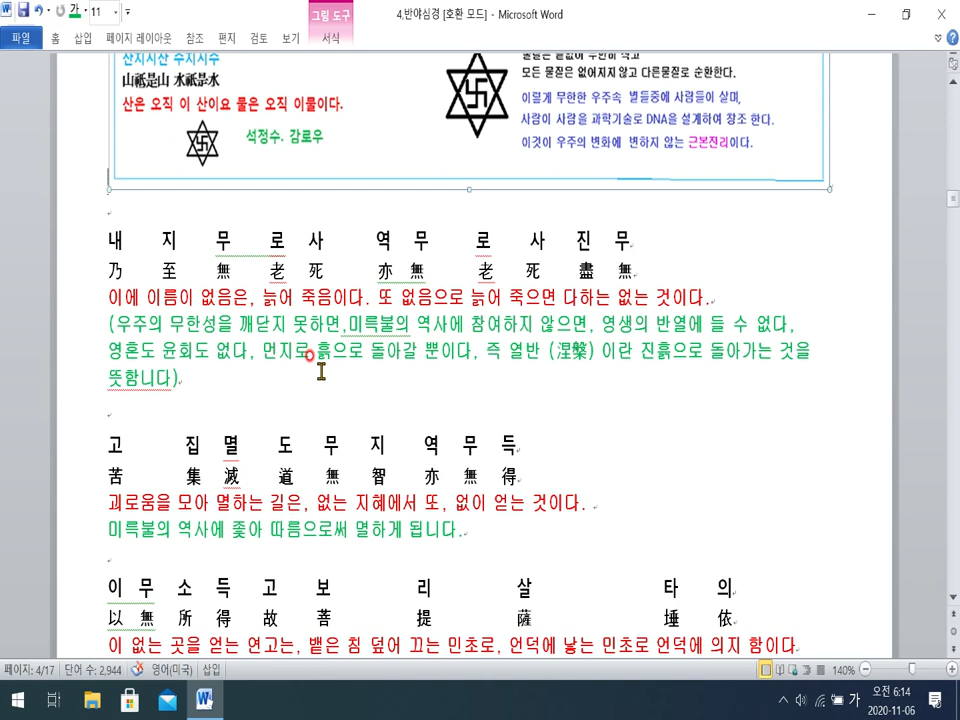 가 11
그림 도구
4.반야심경 [호환 모드] - Microsoft Word
파일 홈 삽입 페이지 레이아웃 참조 편지 검토 보기 서식
산지시산 수지시수
山祗是山 水祗是水
산은 오직 이 산이요 물은 오직 이물이다.
석정수. 감로우
모든 물질은 없어지지 않고 다른물질로 순환한다.
이렇게 무한한 우주속 별들중에 사람들이 살며,
사람이 사람을 과학기술로 DNA을 설계하여 창조 한다.
이것이 우주의 변화에 변하지 않는 근본진리이다.
내 지 무 로 사 역 무 로 사 진 무
乃 至 無 老 死 亦 無 老 死 盡 無
이에 이름이 없음은, 늙어 죽음이다. 또 없음으로 늙어 죽으면 다하는 없는 것이다.
(우주의 무한성을 깨닫지 못하면,미륵불의 역사에 참여하지 않으면, 영생의 반열에 들 수 없다,
영혼도 윤회도 없다, 먼지로 흙으로 돌아갈 뿐이다, 즉 열반 (涅槃) 이란 진흙으로 돌아가는 것을
뜻함니다)
고 집 멸 도 무 지 역 무 득
苦 集 滅 道 無 智 亦 無 得
괴로움을 모아 멸하는 길은, 없는 지혜에서 또, 없이 얻는 것이다.
미륵불의 역사에 좇아 따름으로써 멸하게 됩니다.
이 무 소 득 고 보 리 살 타 의
以 無 所 得 故 菩 提 薩 埵 依
이 없는 곳을 얻는 연고는, 뱉은 침 덮어 끄는 민초로, 언덕에 낳는 민초로 언덕에 의지 함이다.
페이지: 4/17 단어 수: 2,944 영어(미국) 삽입 140%
가 오전 6:14
2020-11-06